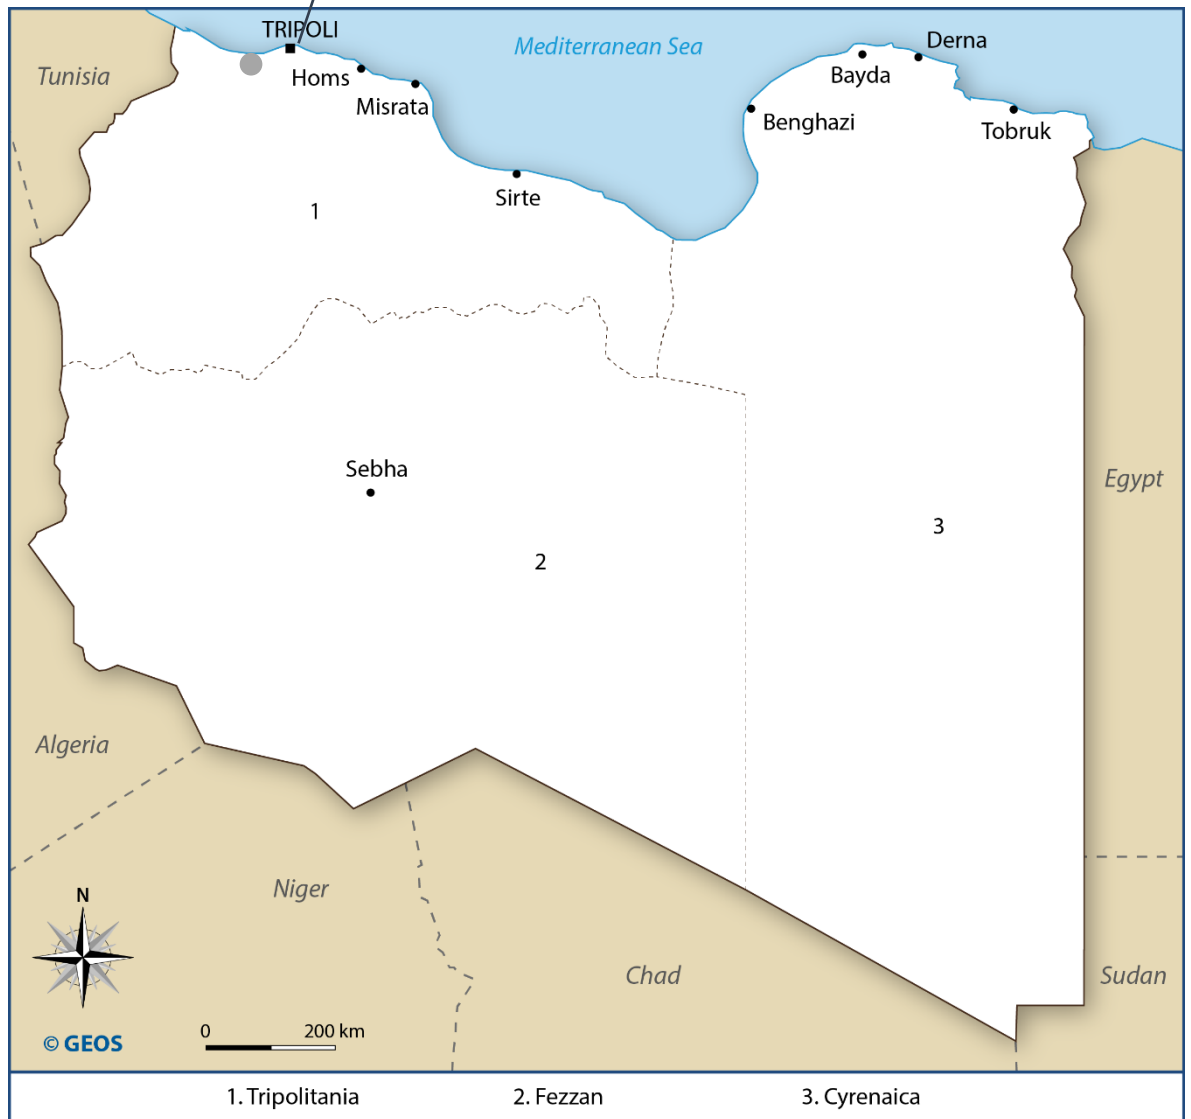 TRIPOLI
Mediterranean Sea
Derna
Tunisia
Homs
Bayda
Misrata
Benghazi
Tobruk
Sirte
1
Sebha
Egypt
3
2
Algeria
Niger
N
Chad
Sudan
0 200 km
© GEOS
1. Tripolitania 2. Fezzan 3. Cyrenaica